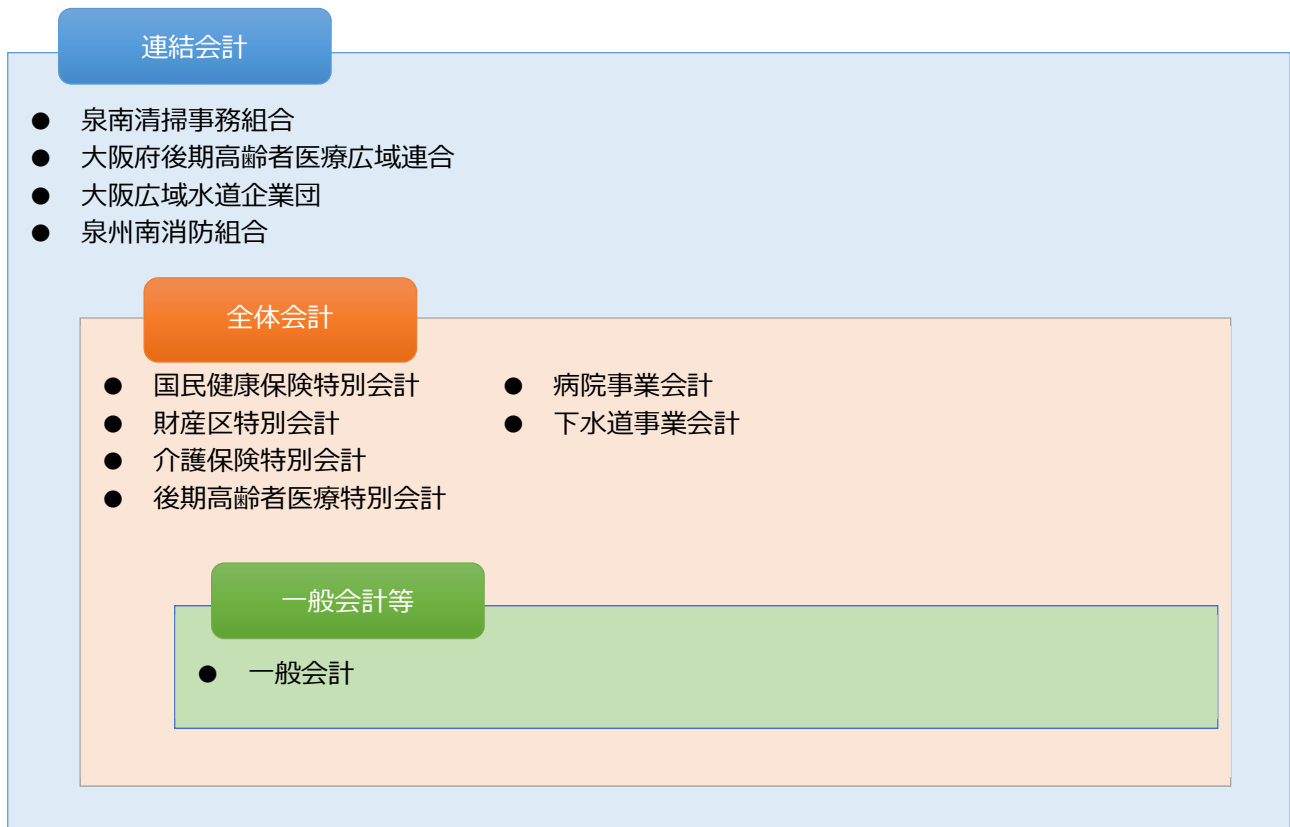 連結会計
● 泉南清掃事務組合
● 大阪府後期高齢者医療広域連合
● 大阪広域水道企業団
● 泉州南消防組合
全体会計
● 国民健康保険特別会計
● 財産区特別会計
● 介護保険特別会計
● 後期高齢者医療特別会計
● 病院事業会計
● 下水道事業会計
一般会計等
● 一般会計